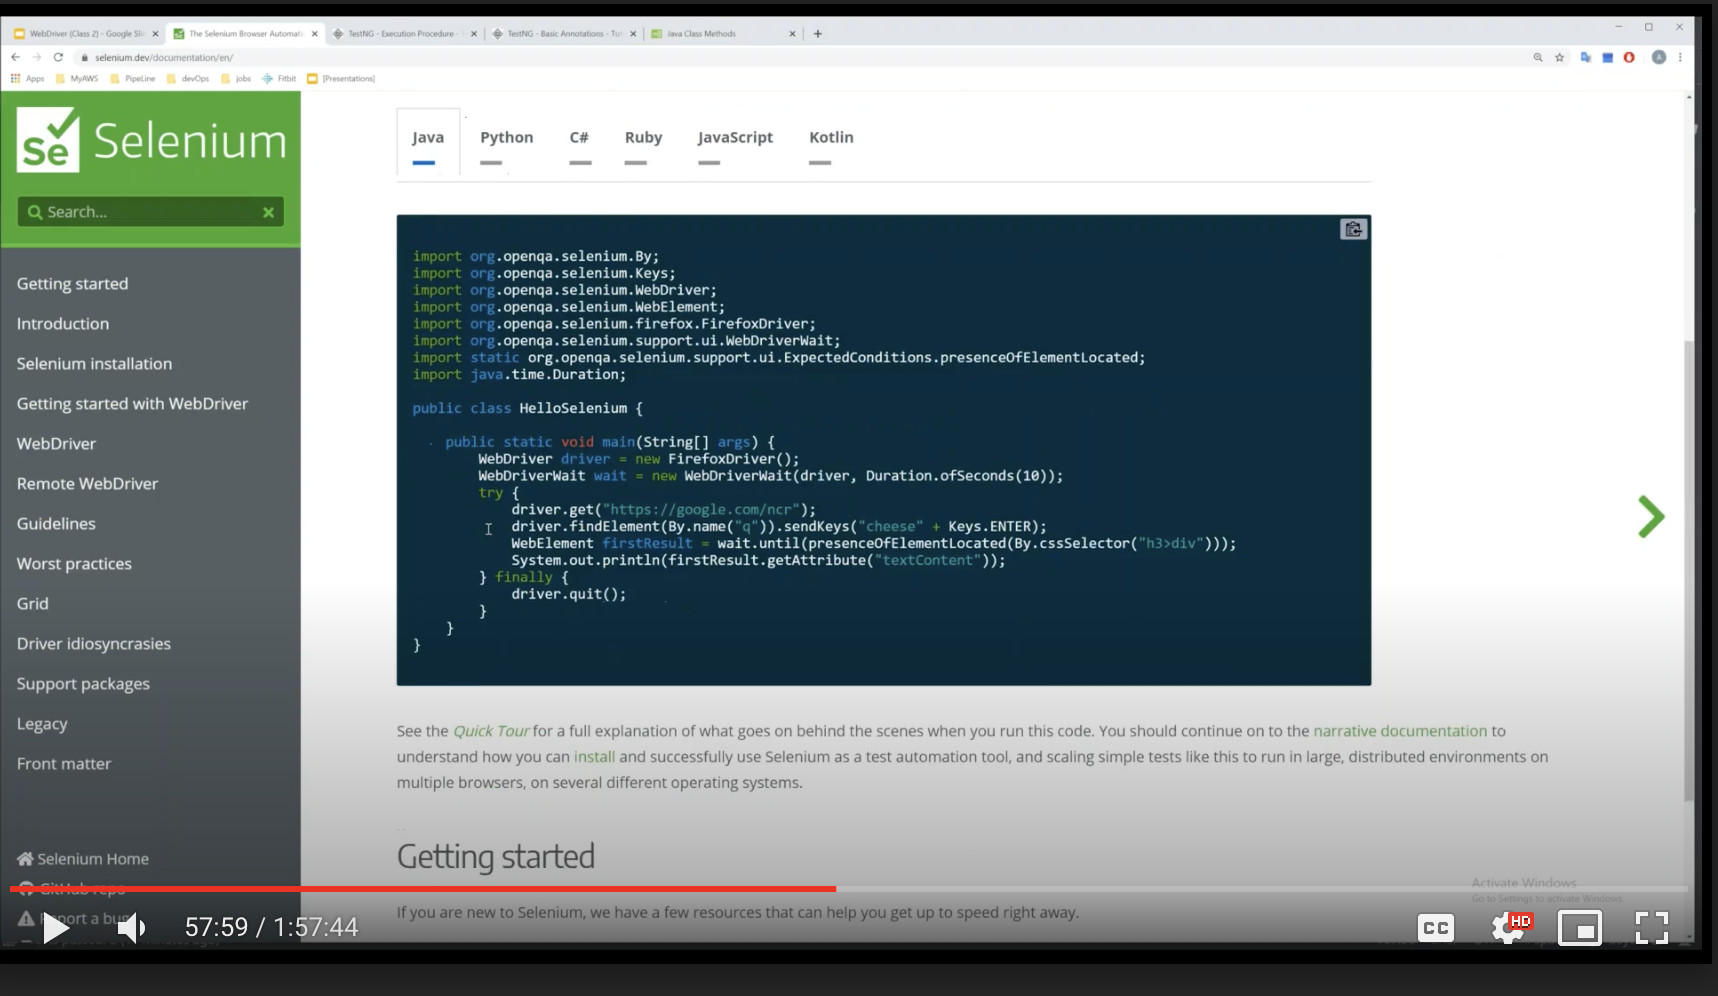 WebDriver (Class 2) - Google Sli
The Selenium Browser Automati
TestNG - Execution Procedure -
TestNG - Basic Annotations - Tu
Java Class Methods
selenium.dev/documentation/en/
Apps
MyAWS
PipeLine
devOps
jobs
Fitbit
[Presentations]
A
Se Selenium
Search...
Getting started
Introduction
Selenium installation
Getting started with WebDriver
WebDriver
Remote WebDriver
Guidelines
Worst practices
Grid
Driver idiosyncrasies
Support packages
Legacy
Front matter
Selenium Home
GitHub repo
Report a bug
Java Python C# Ruby JavaScript Kotlin
import org.openqa.selenium.By;
import org.openqa.selenium.Keys;
import org.openqa.selenium.WebDriver;
import org.openqa.selenium.WebElement;
import org.openqa.selenium.firefox.FirefoxDriver;
import org.openqa.selenium.support.ui.WebDriverWait;
import static org.openqa.selenium.support.ui.ExpectedConditions.presenceOfElementLocated;
import java.time.Duration;
public class HelloSelenium {
public static void main(String[] args) {
WebDriver driver = new FirefoxDriver();
WebDriverWait wait = new WebDriverWait(driver, Duration.ofSeconds(10));
try {
driver.get("https://google.com/ncr");
driver.findElement(By.name("q")).sendKeys("cheese" + Keys.ENTER);
WebElement firstResult = wait.until(presenceOfElementLocated(By.cssSelector("h3>div")));
System.out.println(firstResult.getAttribute("textContent"));
} finally {
driver.quit();
}
}
}
See the Quick Tour for a full explanation of what goes on behind the scenes when you run this code. You should continue on to the narrative documentation to
understand how you can install and successfully use Selenium as a test automation tool, and scaling simple tests like this to run in large, distributed environments on
multiple browsers, on several different operating systems.
Getting started
If you are new to Selenium, we have a few resources that can help you get up to speed right away.
Activate Windows
Go to Settings to activate Windows.
57:59 / 1:57:44
CC
HD